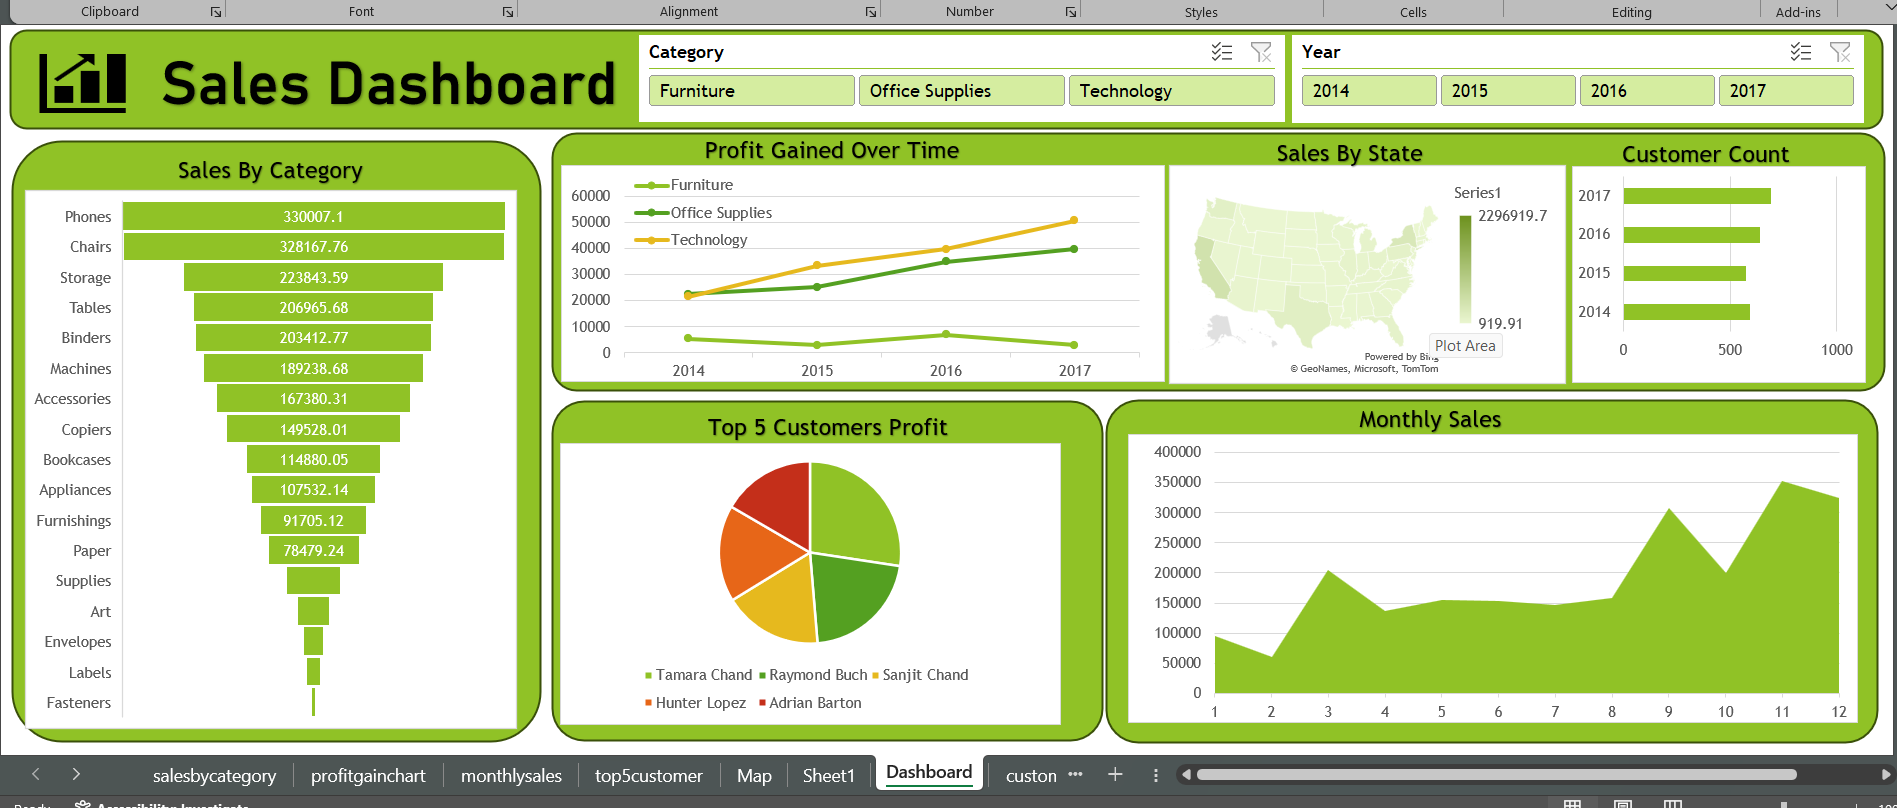 Clipboard
Font
Alignment
Number
Styles
Cells
Editing
Add-ins
Sales Dashboard
Category
Furniture
Office Supplies
Technology
Year
2014
2015
2016
2017
Sales By Category
Phones 330007.1
Chairs 328167.76
Storage 223843.59
Tables 206965.68
Binders 203412.77
Machines 189238.68
Accessories 167380.31
Copiers 149528.01
Bookcases 114880.05
Appliances 107532.14
Furnishings 91705.12
Paper 78479.24
Supplies
Art
Envelopes
Labels
Fasteners
Profit Gained Over Time
Furniture
Office Supplies
Technology
60000
50000
40000
30000
20000
10000
0
2014 2015 2016 2017
Sales By State
Series1
2296919.7
919.91
Plot Area
Powered by Bing
© GeoNames, Microsoft, TomTom
Customer Count
2017
2016
2015
2014
0 500 1000
Top 5 Customers Profit
Tamara Chand Raymond Buch Sanjit Chand
Hunter Lopez Adrian Barton
Monthly Sales
400000
350000
300000
250000
200000
150000
100000
50000
0
1 2 3 4 5 6 7 8 9 10 11 12
salesbycategory
profitgainchart
monthlysales
top5customer
Map
Sheet1
Dashboard
custon